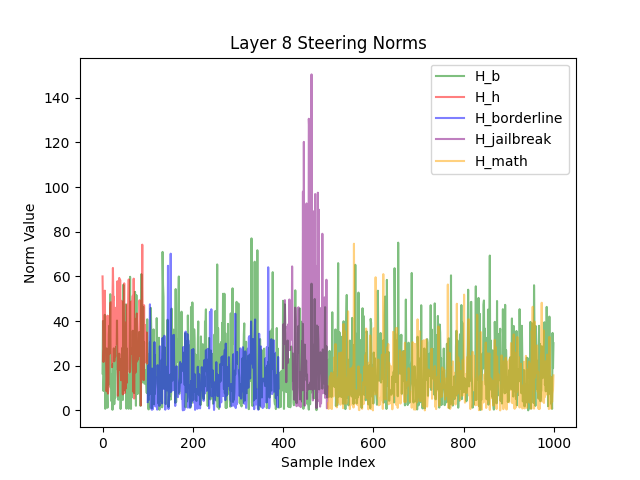 Layer 8 Steering Norms
H_b
H_h
H_borderline
H_jailbreak
H_math
Norm Value
140
120
100
80
60
40
20
0
0
200
400
600
800
1000
Sample Index